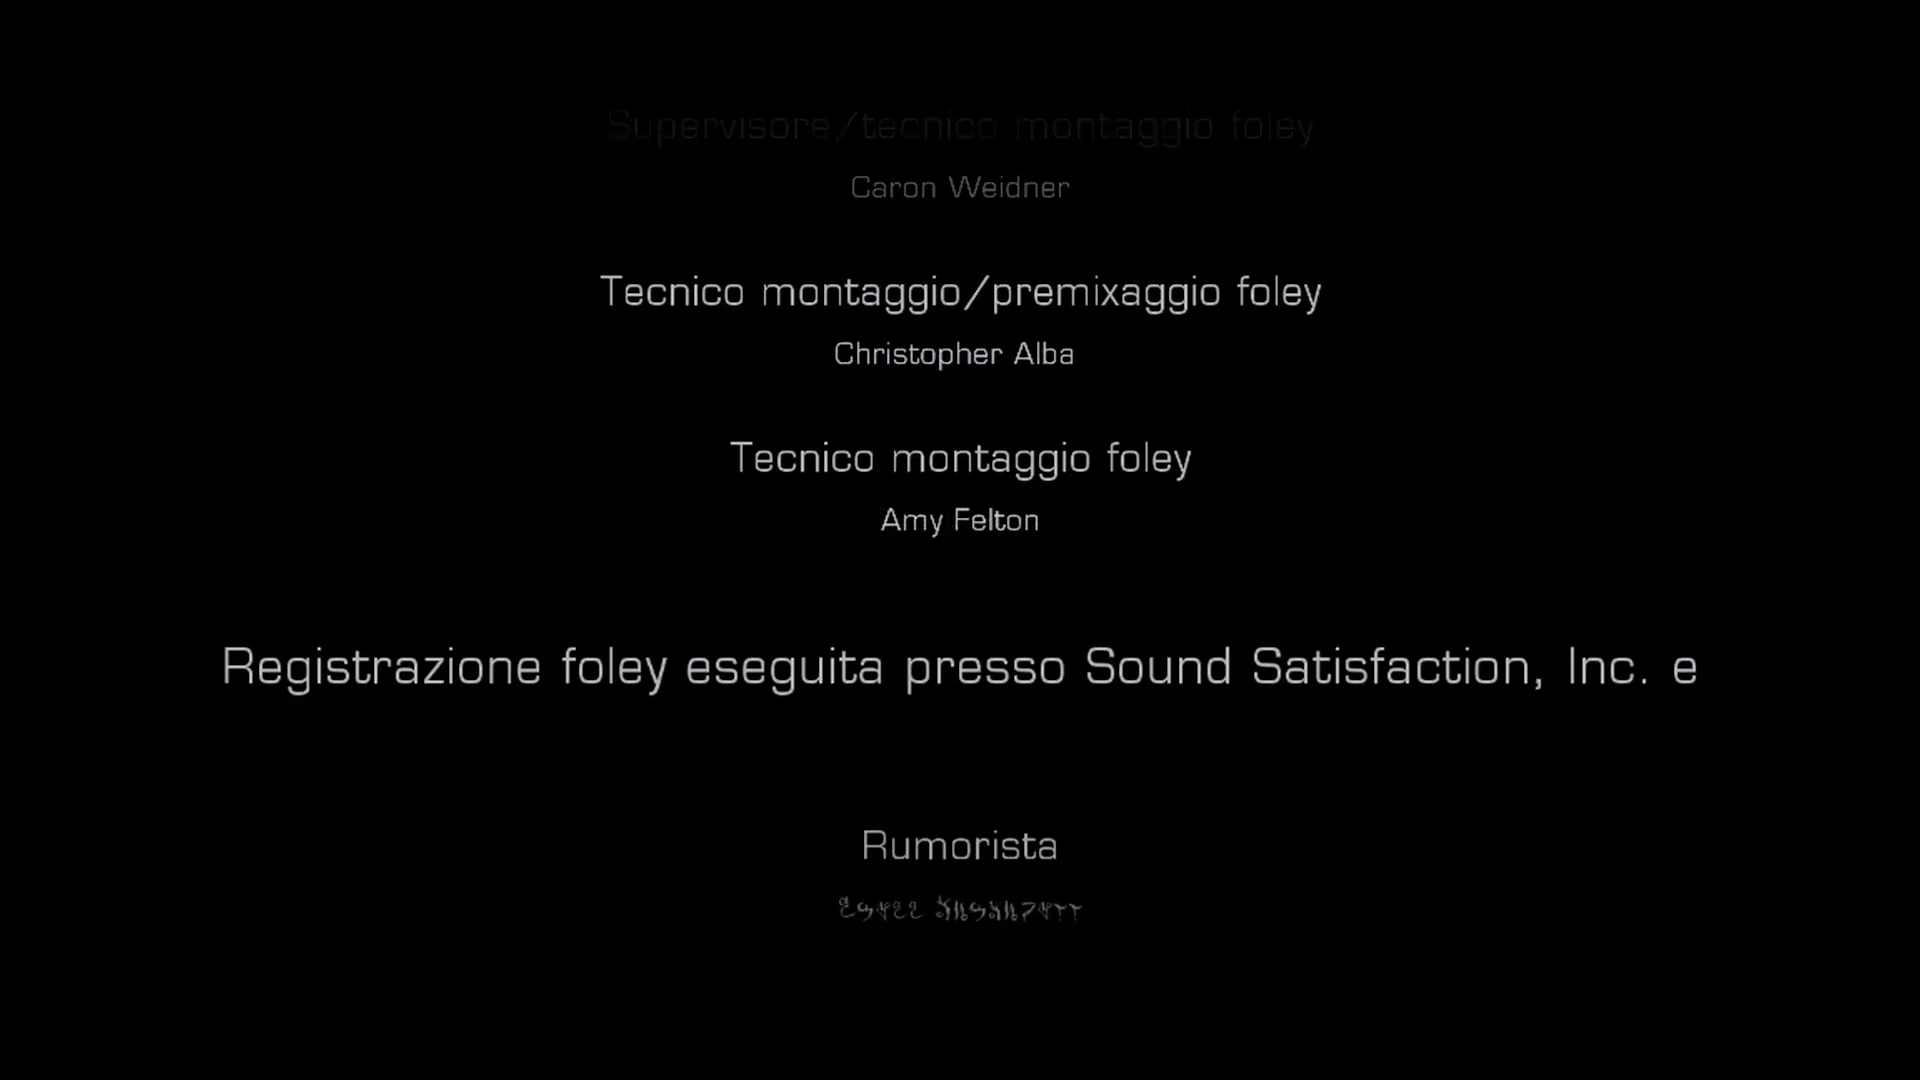 Supervisore/tecnico montaggio foley
Caron Weidner
Tecnico montaggio/premixaggio foley
Christopher Alba
Tecnico montaggio foley
Amy Felton
Registrazione foley eseguita presso Sound Satisfaction, Inc. e
Rumorista